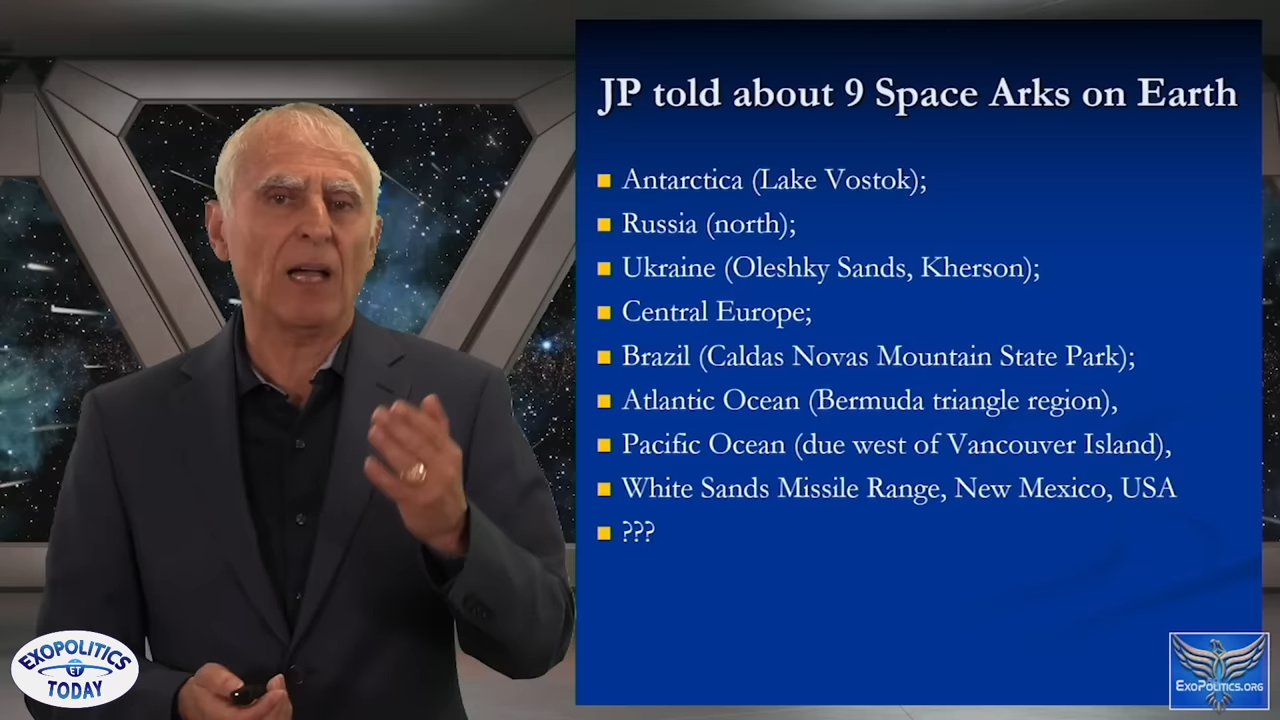 JP told about 9 Space Arks on Earth
Antarctica (Lake Vostok);
Russia (north);
Ukraine (Oleshky Sands, Kherson);
Central Europe;
Brazil (Caldas Novas Mountain State Park);
Atlantic Ocean (Bermuda triangle region),
Pacific Ocean (due west of Vancouver Island),
White Sands Missile Range, New Mexico, USA
???
EXOPOLITICS
ET
TODAY
EXOPOLITICS.ORG